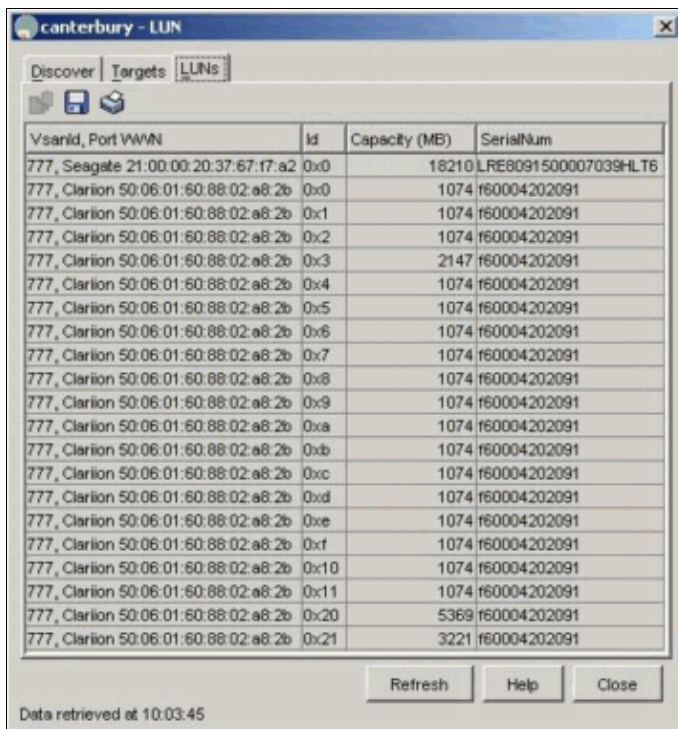 canterbury - LUN
Discover Targets LUNs
VsanId, Port WWN Id Capacity (MB) SerialNum
777, Seagate 21:00:00:20:37:67:f7:a2 0x0 18210 LRE8091500007039HLT6
777, Clariion 50:06:01:60:88:02:a8:2b 0x0 1074 f60004202091
777, Clariion 50:06:01:60:88:02:a8:2b 0x1 1074 f60004202091
777, Clariion 50:06:01:60:88:02:a8:2b 0x2 1074 f60004202091
777, Clariion 50:06:01:60:88:02:a8:2b 0x3 2147 f60004202091
777, Clariion 50:06:01:60:88:02:a8:2b 0x4 1074 f60004202091
777, Clariion 50:06:01:60:88:02:a8:2b 0x5 1074 f60004202091
777, Clariion 50:06:01:60:88:02:a8:2b 0x6 1074 f60004202091
777, Clariion 50:06:01:60:88:02:a8:2b 0x7 1074 f60004202091
777, Clariion 50:06:01:60:88:02:a8:2b 0x8 1074 f60004202091
777, Clariion 50:06:01:60:88:02:a8:2b 0x9 1074 f60004202091
777, Clariion 50:06:01:60:88:02:a8:2b 0xa 1074 f60004202091
777, Clariion 50:06:01:60:88:02:a8:2b 0xb 1074 f60004202091
777, Clariion 50:06:01:60:88:02:a8:2b 0xc 1074 f60004202091
777, Clariion 50:06:01:60:88:02:a8:2b 0xd 1074 f60004202091
777, Clariion 50:06:01:60:88:02:a8:2b 0xe 1074 f60004202091
777, Clariion 50:06:01:60:88:02:a8:2b 0xf 1074 f60004202091
777, Clariion 50:06:01:60:88:02:a8:2b 0x10 1074 f60004202091
777, Clariion 50:06:01:60:88:02:a8:2b 0x11 1074 f60004202091
777, Clariion 50:06:01:60:88:02:a8:2b 0x20 5369 f60004202091
777, Clariion 50:06:01:60:88:02:a8:2b 0x21 3221 f60004202091
Refresh Help Close
Data retrieved at 10:03:45